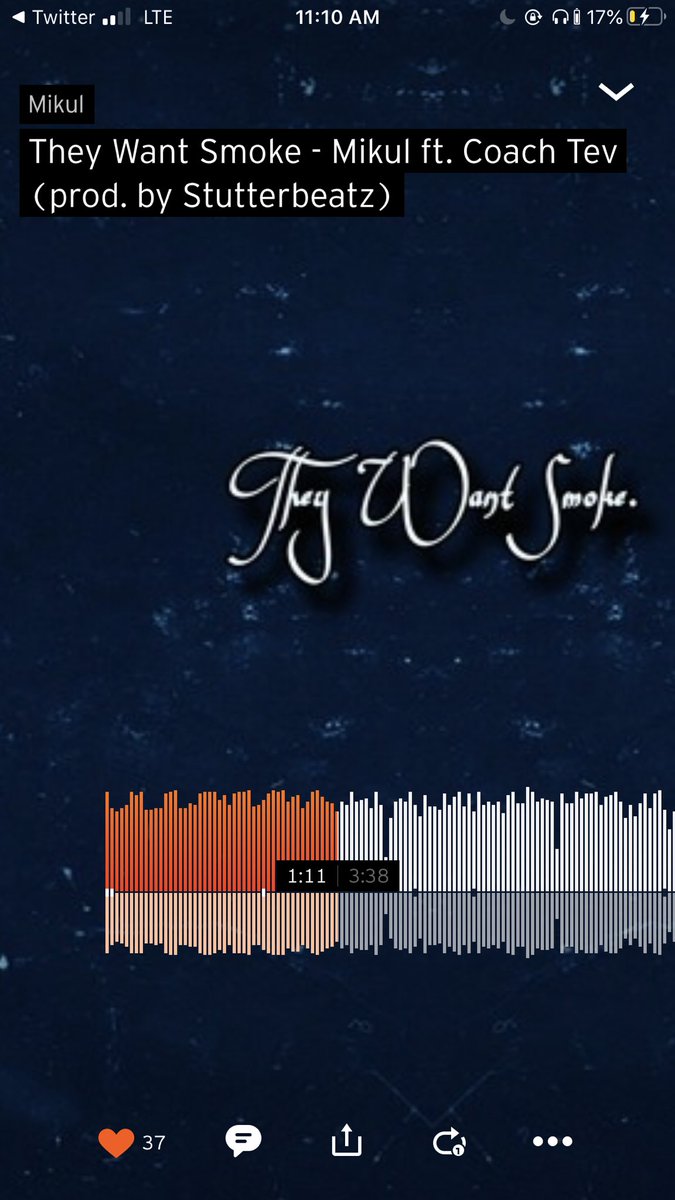 Twitter LTE 11:10 AM 17%
Mikul
They Want Smoke - Mikul ft. Coach Tev
(prod. by Stutterbeatz)
They Want Smoke.
1:11 3:38
37
1